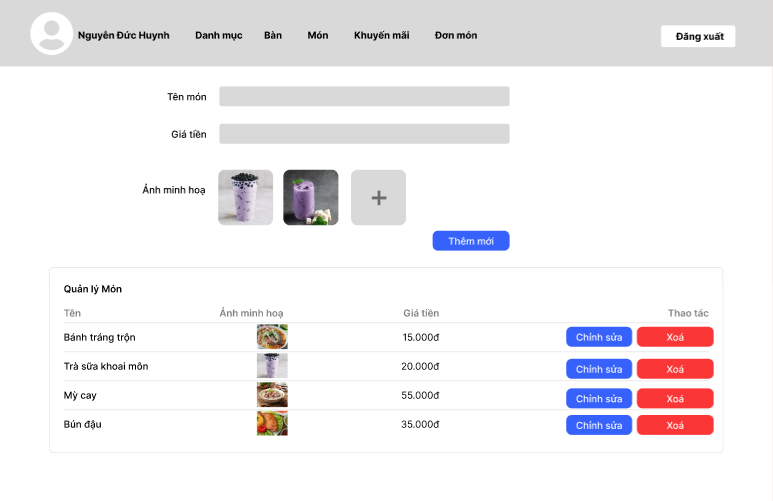 Nguyễn Đức Huynh Danh mục Bàn Món Khuyến mãi Đơn món Đăng xuất
Tên món
Giá tiền
Ảnh minh hoạ
+
Thêm mới
Quản lý Món
Tên Ảnh minh hoạ Giá tiền Thao tác
Bánh tráng trộn 15.000đ Chỉnh sửa Xoá
Trà sữa khoai môn 20.000đ Chỉnh sửa Xoá
Mỳ cay 55.000đ Chỉnh sửa Xoá
Bún đậu 35.000đ Chỉnh sửa Xoá